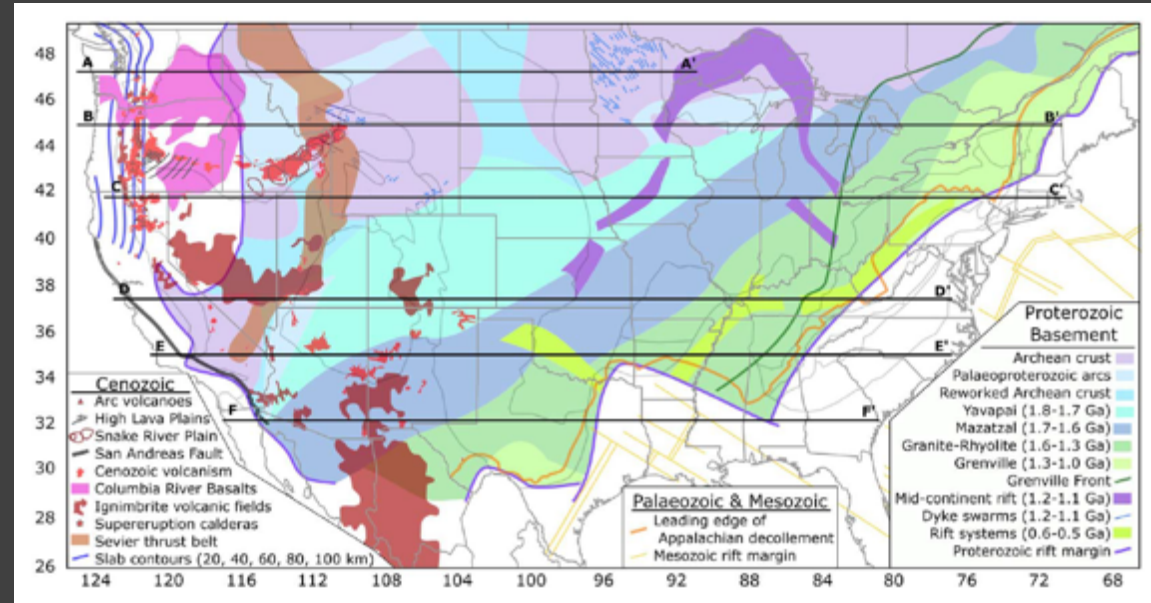 48
46
44
42
40
38
36
34
32
30
28
26
A
A'
B
B'
C
C'
D
D'
E
E'
F
F'
Cenozoic
Arc volcanoes
High Lava Plains
Snake River Plain
San Andreas Fault
Cenozoic volcanism
Columbia River Basalts
Ignimbrite volcanic fields
Supereruption calderas
Sevier thrust belt
Slab contours (20, 40, 60, 80, 100 km)
Palaeozoic & Mesozoic
Leading edge of
Appalachian decollement
Mesozoic rift margin
Proterozoic
Basement
Archean crust
Palaeoproterozoic arcs
Reworked Archean crust
Yavapai (1.8-1.7 Ga)
Mazatzal (1.7-1.6 Ga)
Granite-Rhyolite (1.6-1.3 Ga)
Grenville (1.3-1.0 Ga)
Grenville Front
Mid-continent rift (1.2-1.1 Ga)
Dyke swarms (1.2-1.1 Ga)
Rift systems (0.6-0.5 Ga)
Proterozoic rift margin
124 120 116 112 108 104 100 96 92 88 84 80 76 72 68